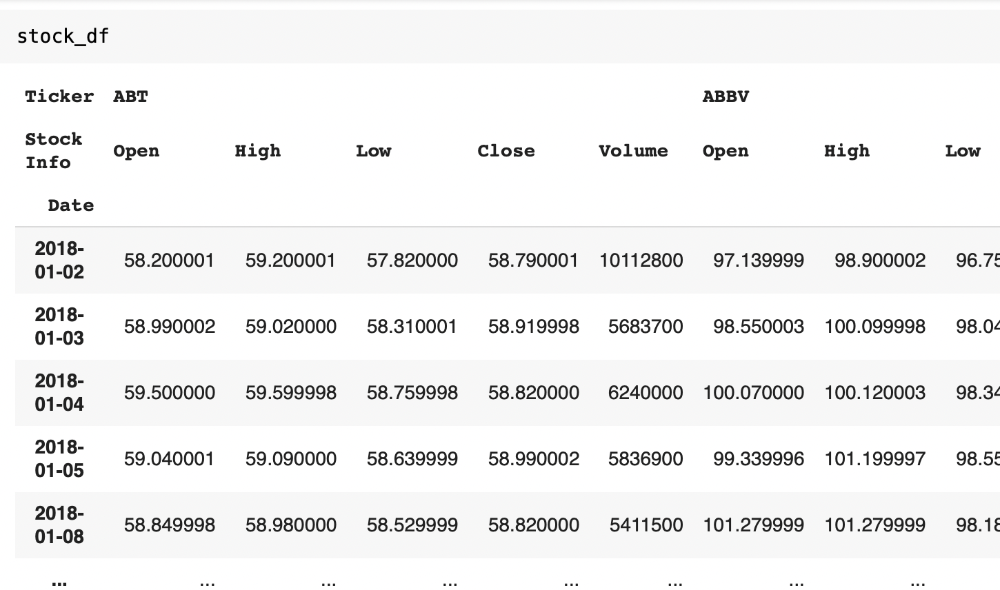 stock_df
Ticker ABT ABBV
Stock
Info Open High Low Close Volume Open High Low
Date
2018-
01-02 58.200001 59.200001 57.820000 58.790001 10112800 97.139999 98.900002 96.75
2018-
01-03 58.990002 59.020000 58.310001 58.919998 5683700 98.550003 100.099998 98.04
2018-
01-04 59.500000 59.599998 58.759998 58.820000 6240000 100.070000 100.120003 98.34
2018-
01-05 59.040001 59.090000 58.639999 58.990002 5836900 99.339996 101.199997 98.55
2018-
01-08 58.849998 58.980000 58.529999 58.820000 5411500 101.279999 101.279999 98.18
... ... ... ... ... ... ... ...